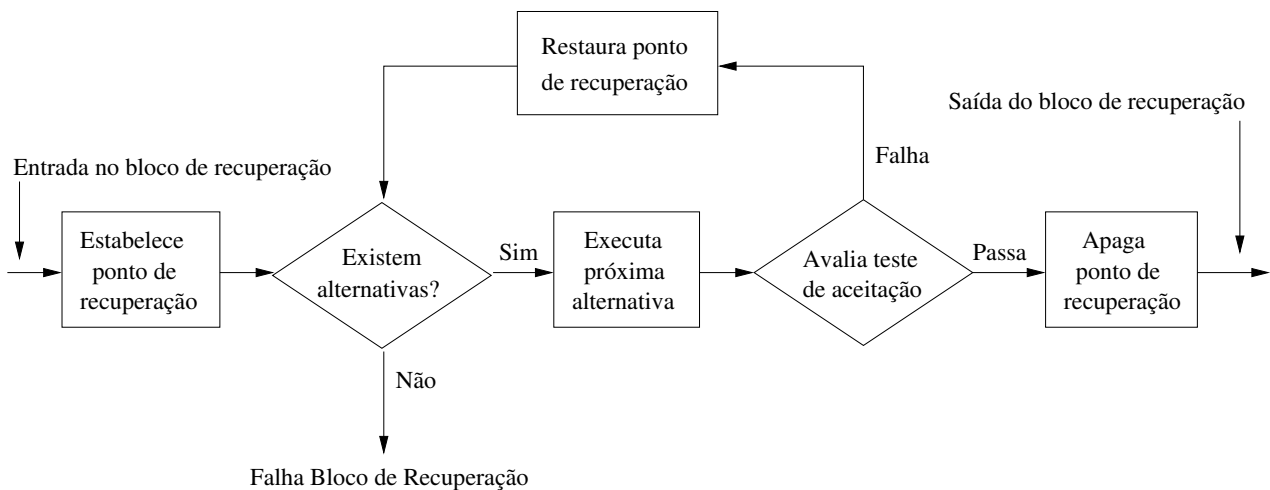 Restaura ponto
de recuperação
Saída do bloco de recuperação
Falha
Entrada no bloco de recuperação
Estabelece
ponto de
recuperação
Existem
alternativas?
Sim
Executa
próxima
alternativa
Avalia teste
de aceitação
Passa
Apaga
ponto de
recuperação
Não
Falha Bloco de Recuperação